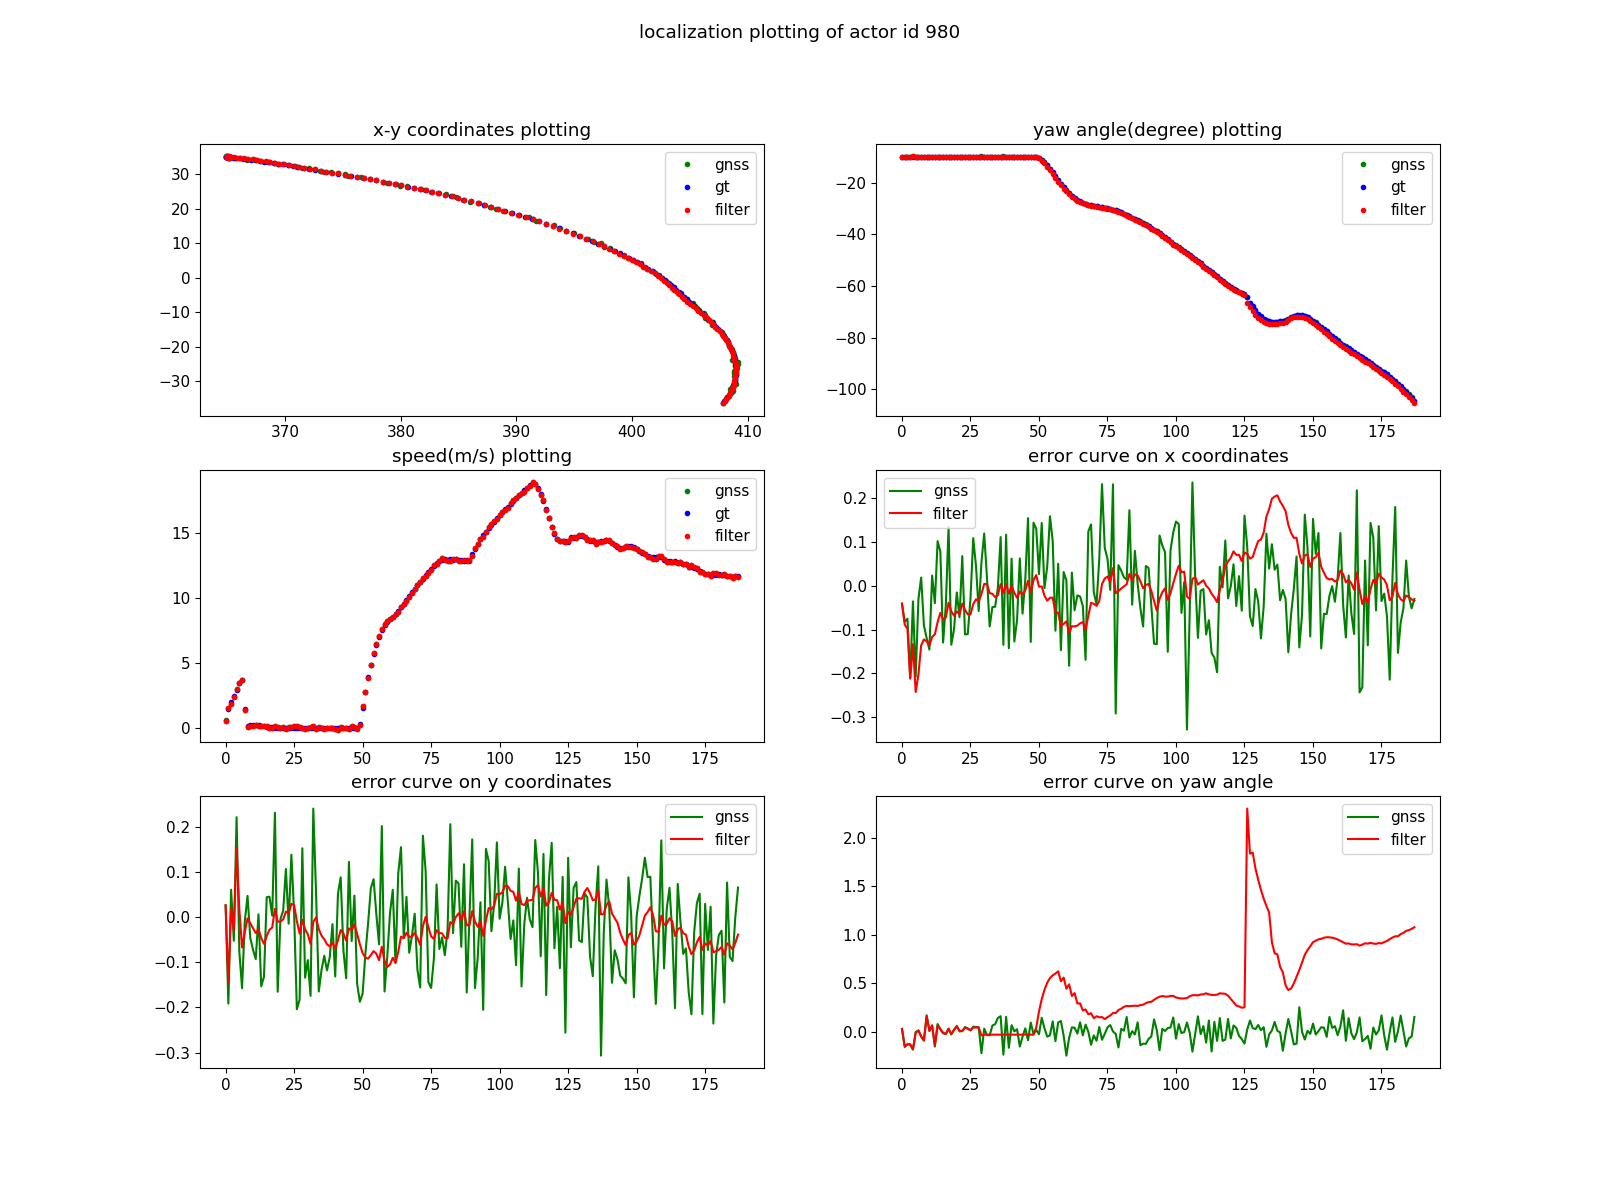 localization plotting of actor id 980
x-y coordinates plotting
30
20
10
0
−10
−20
−30
370 380 390 400 410
gnss
gt
filter
yaw angle(degree) plotting
−20
−40
−60
−80
−100
0 25 50 75 100 125 150 175
gnss
gt
filter
speed(m/s) plotting
15
10
5
0
0 25 50 75 100 125 150 175
gnss
gt
filter
error curve on x coordinates
0.2
0.1
0.0
−0.1
−0.2
−0.3
0 25 50 75 100 125 150 175
gnss
filter
error curve on y coordinates
0.2
0.1
0.0
−0.1
−0.2
−0.3
0 25 50 75 100 125 150 175
gnss
filter
error curve on yaw angle
2.0
1.5
1.0
0.5
0.0
0 25 50 75 100 125 150 175
gnss
filter